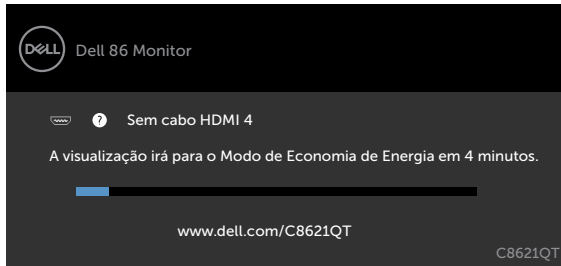 DELL Dell 86 Monitor
? Sem cabo HDMI 4
A visualização irá para o Modo de Economia de Energia em 4 minutos.
www.dell.com/C8621QT
C8621QT